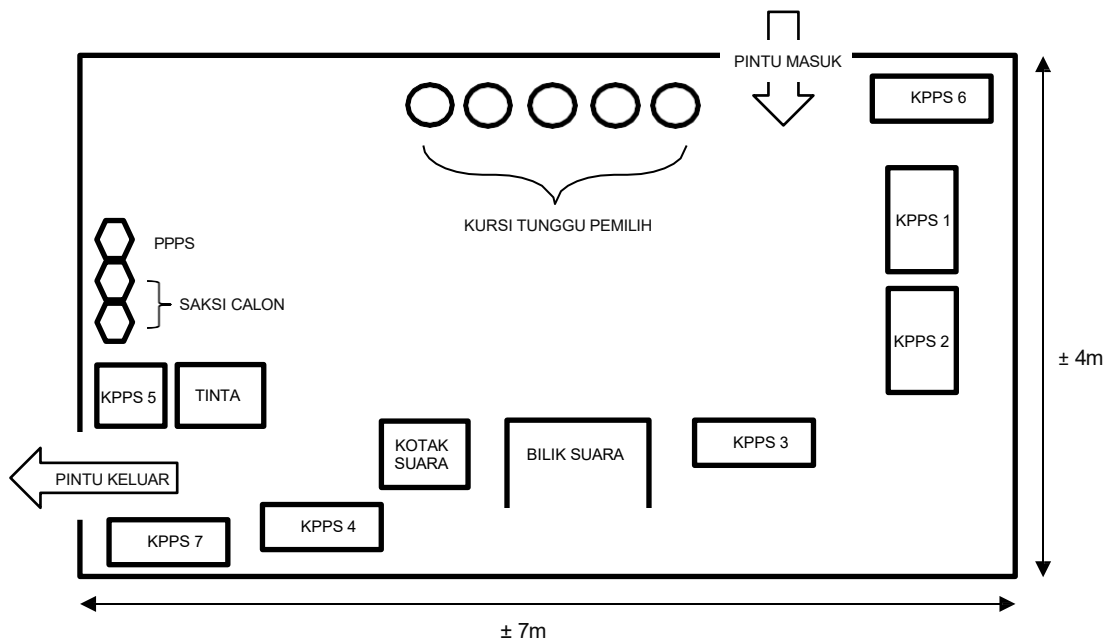 PINTU MASUK
KPPS 6
KPPS 1
KURSI TUNGGU PEMILIH
PPPS
SAKSI CALON
KPPS 2
± 4m
KPPS 5
TINTA
KOTAK
SUARA
BILIK SUARA
KPPS 3
PINTU KELUAR
KPPS 4
KPPS 7
± 7m